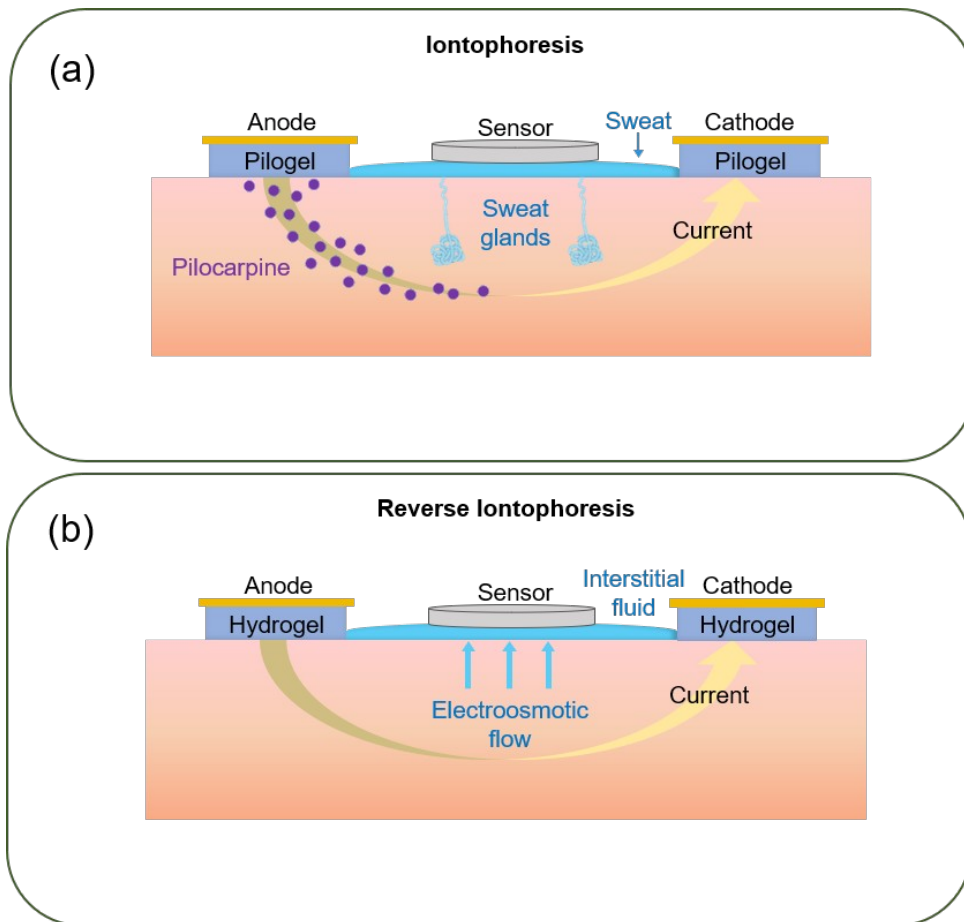 (a)
Iontophoresis
Anode
Sensor
Sweat
Cathode
Pilogel
Pilogel
Sweat
glands
Current
Pilocarpine
(b)
Reverse Iontophoresis
Anode
Sensor
Interstitial
fluid
Cathode
Hydrogel
Hydrogel
Current
Electroosmotic
flow